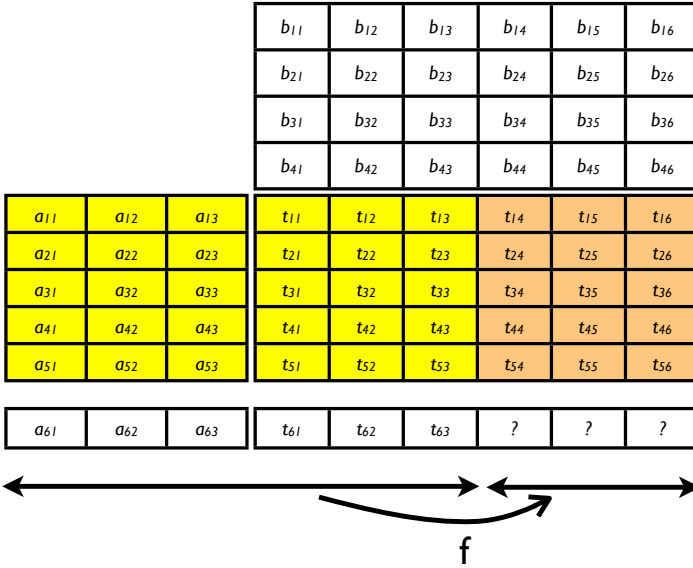 b11 b12 b13 b14 b15 b16
b21 b22 b23 b24 b25 b26
b31 b32 b33 b34 b35 b36
b41 b42 b43 b44 b45 b46
a11 a12 a13 t11 t12 t13 t14 t15 t16
a21 a22 a23 t21 t22 t23 t24 t25 t26
a31 a32 a33 t31 t32 t33 t34 t35 t36
a41 a42 a43 t41 t42 t43 t44 t45 t46
a51 a52 a53 t51 t52 t53 t54 t55 t56
a61 a62 a63 t61 t62 t63 ? ? ?
f